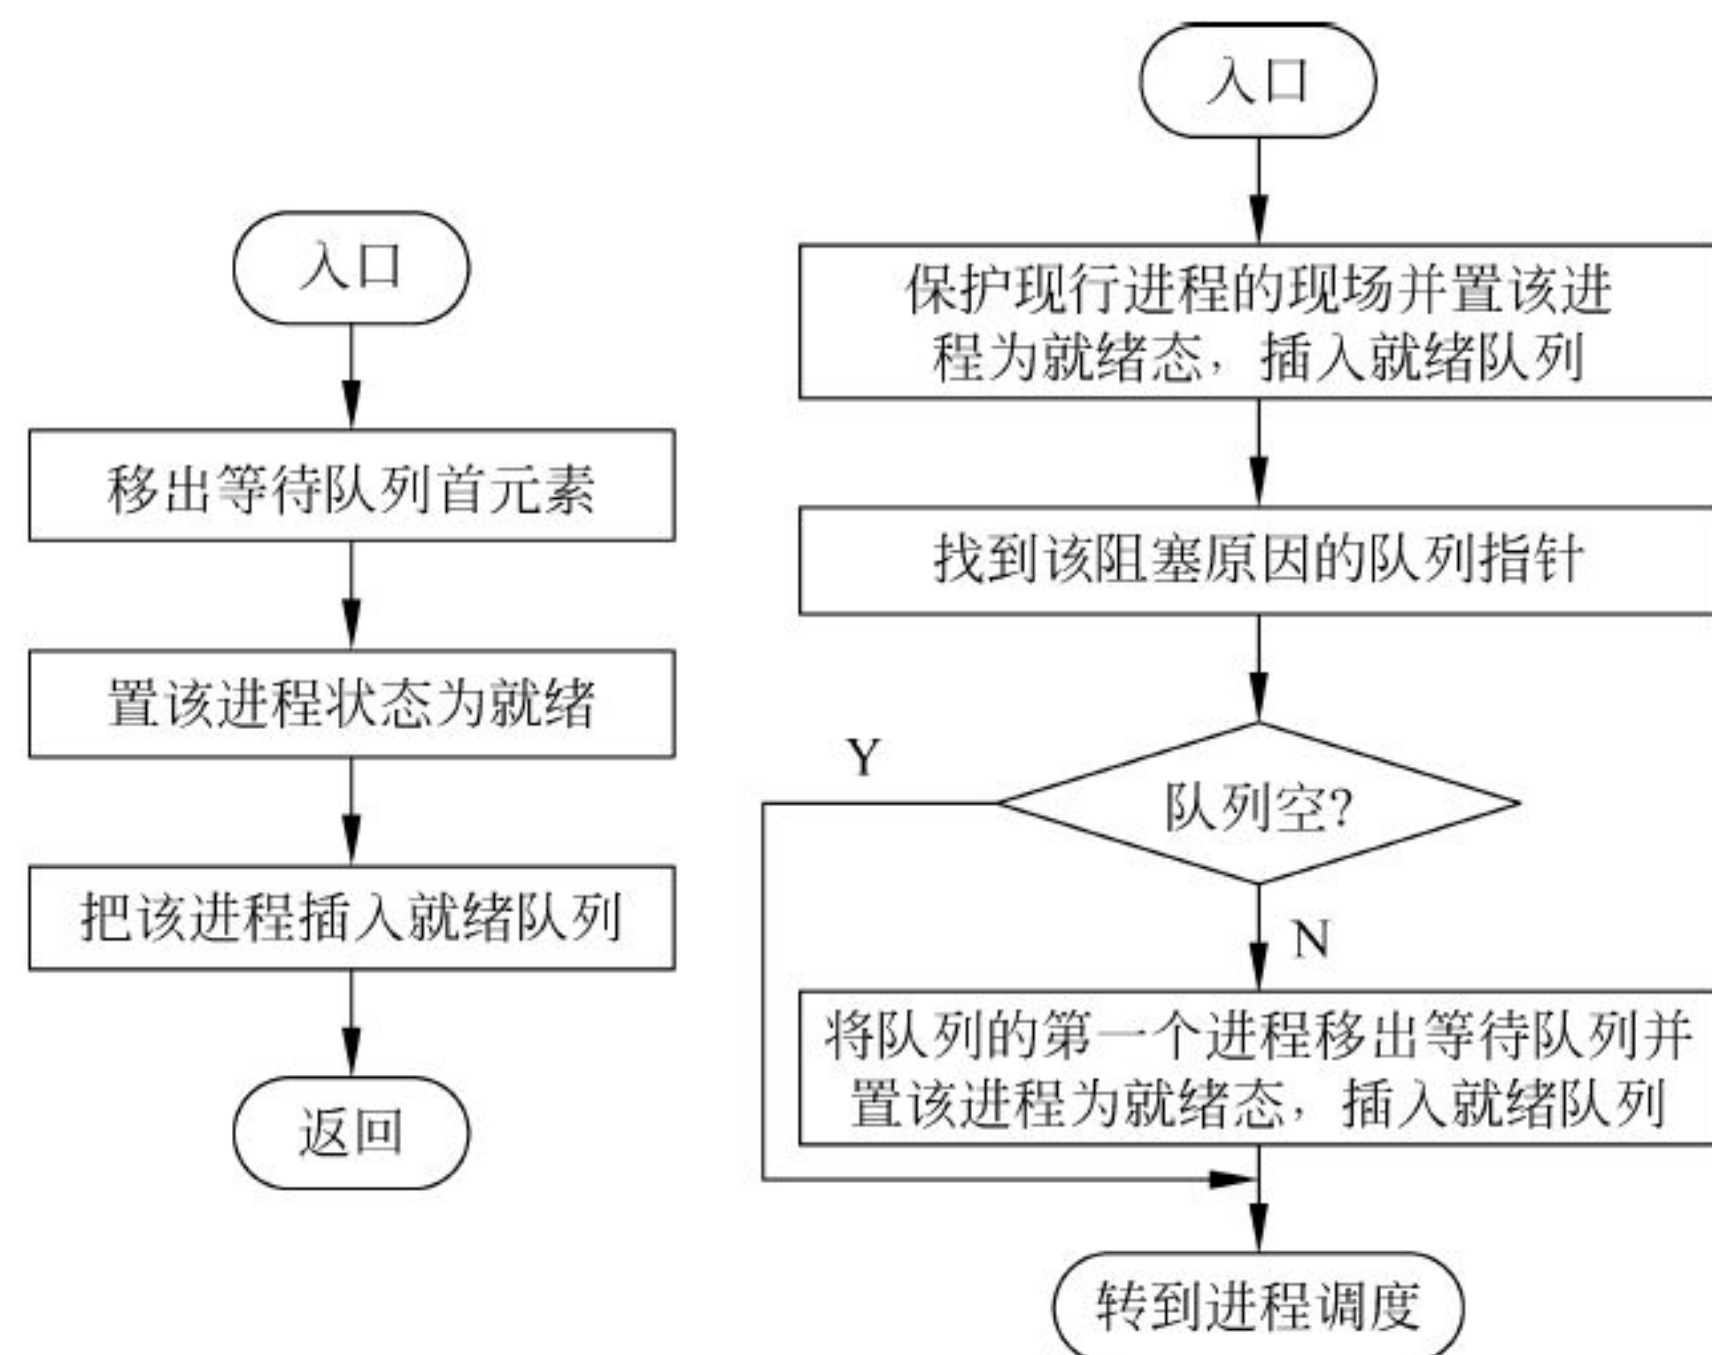 入口
移出等待队列首元素
置该进程状态为就绪
把该进程插入就绪队列
返回
入口
保护现行进程的现场并置该进
程为就绪态，插入就绪队列
找到该阻塞原因的队列指针
队列空?
Y
N
将队列的第一个进程移出等待队列并
置该进程为就绪态，插入就绪队列
转到进程调度